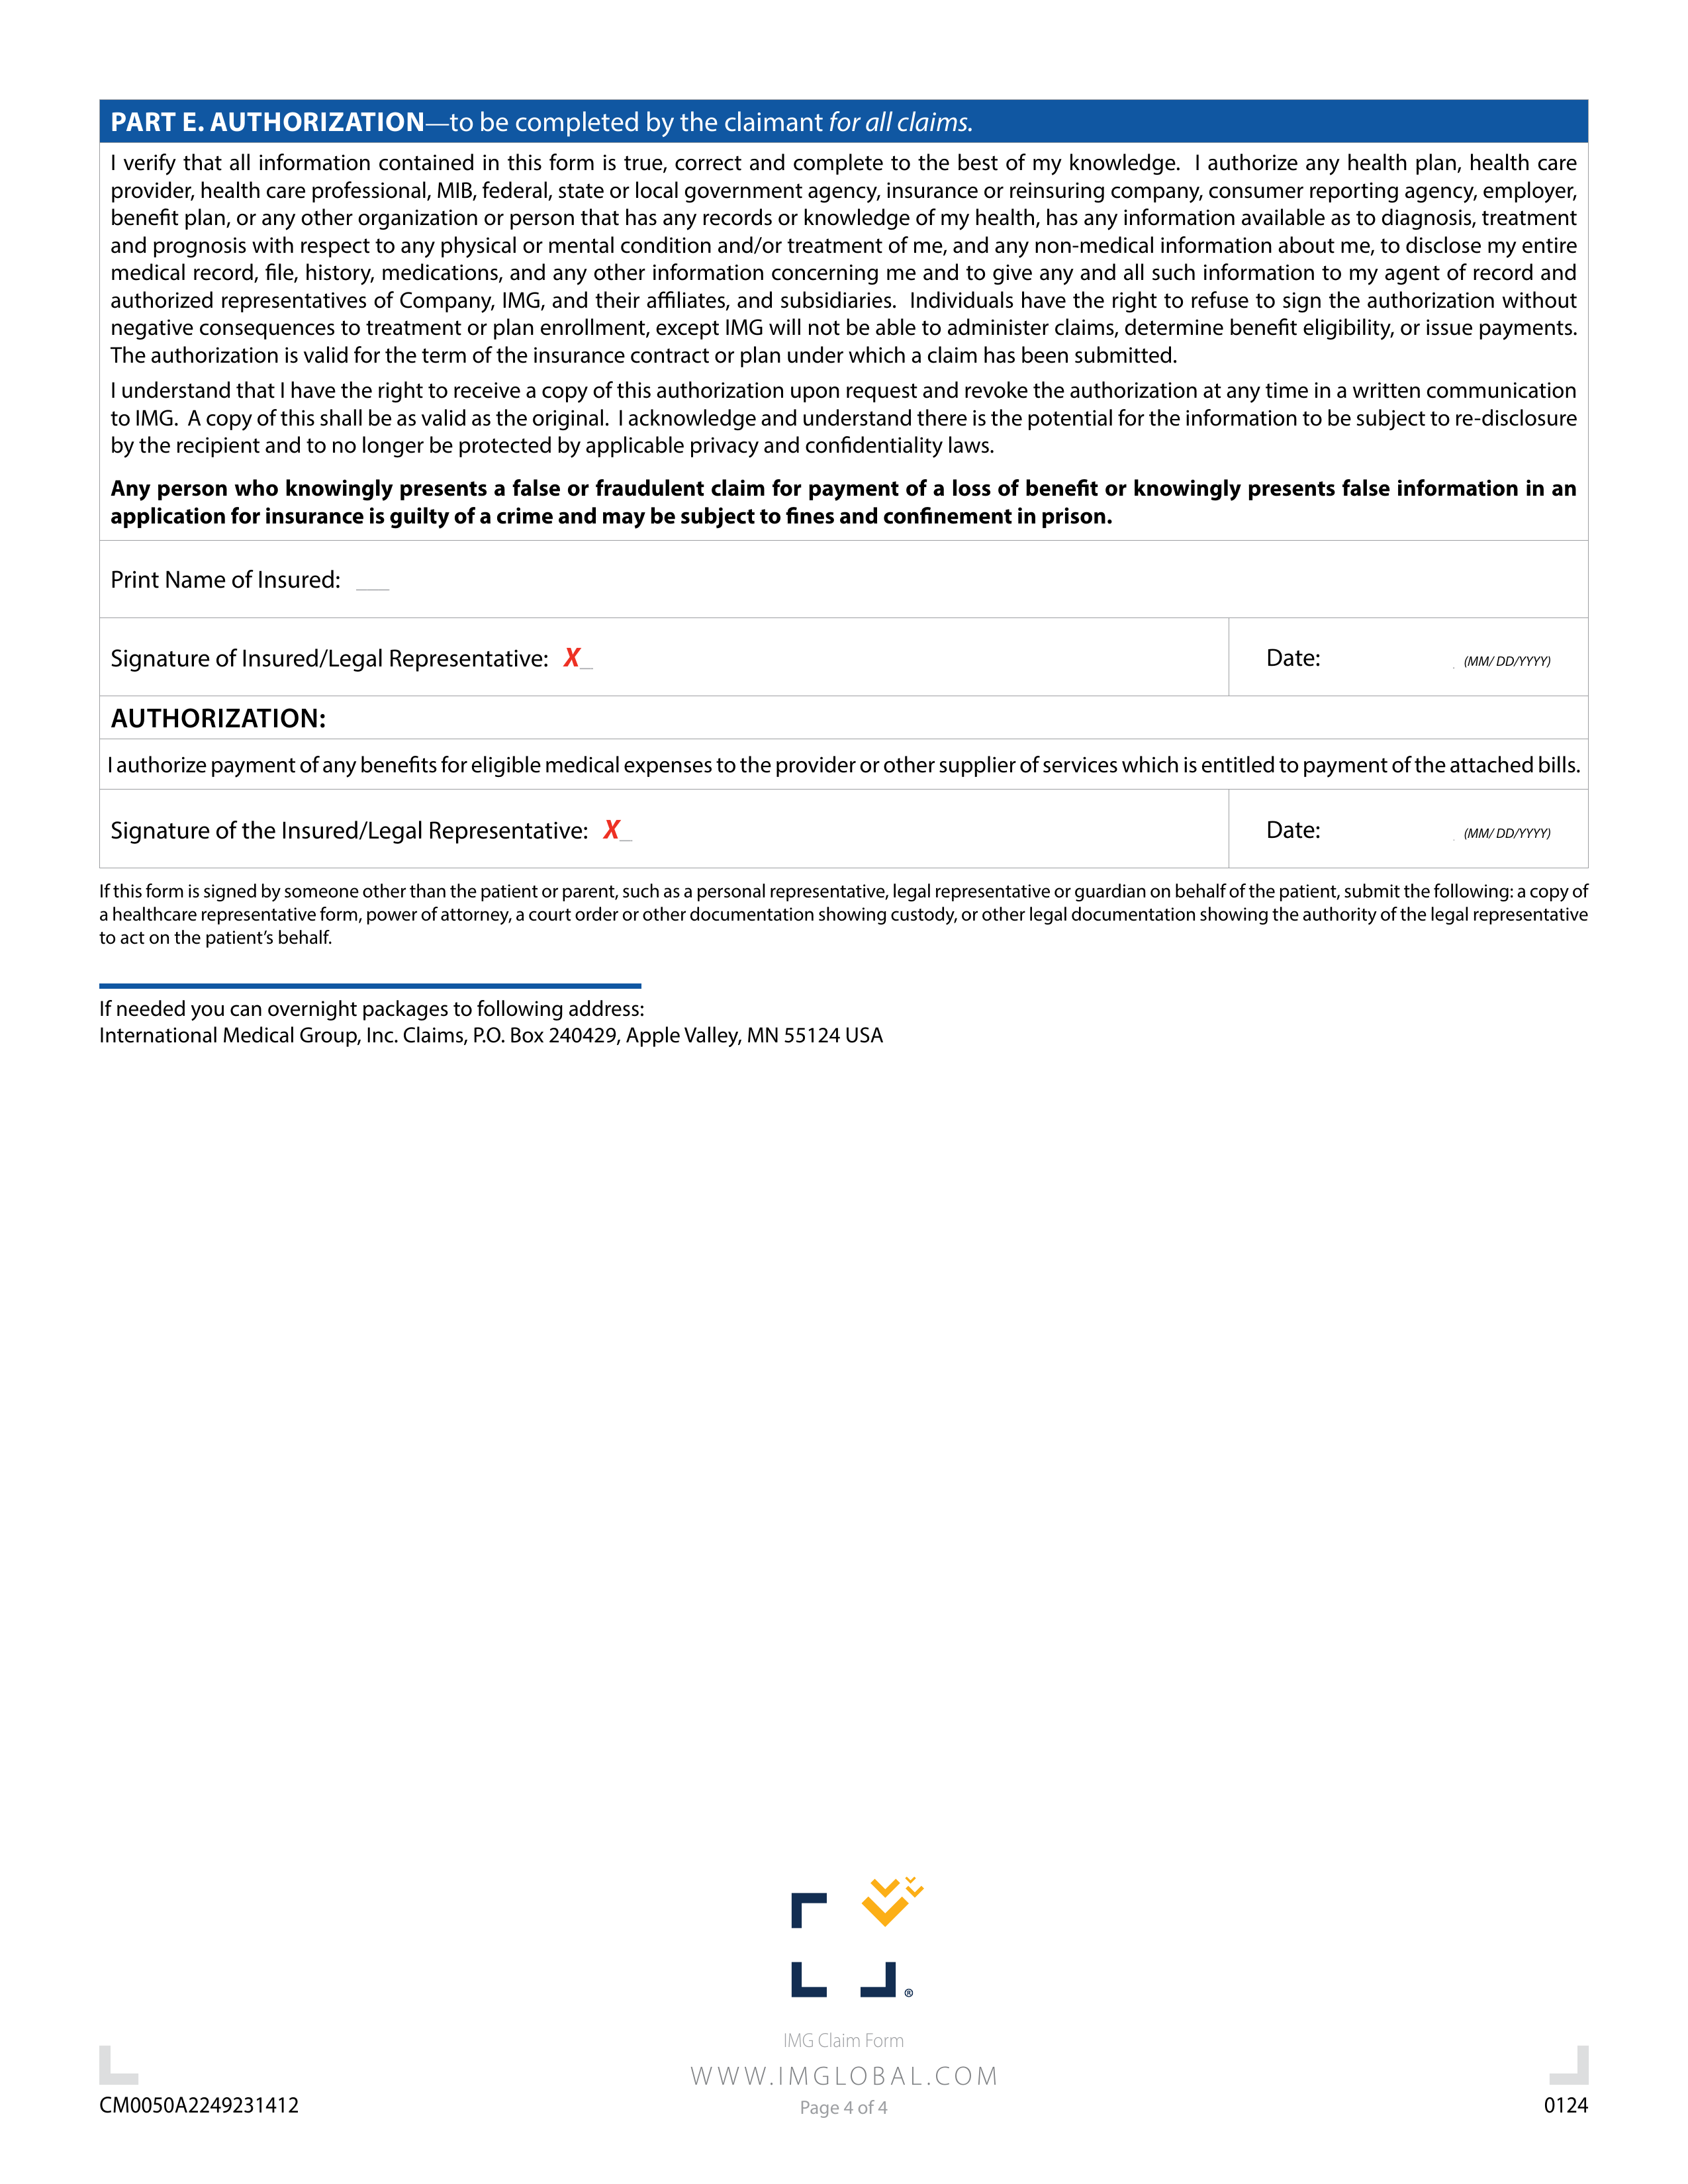 PART E. AUTHORIZATION—to be completed by the claimant for all claims.
I verify that all information contained in this form is true, correct and complete to the best of my knowledge. I authorize any health plan, health care
provider, health care professional, MIB, federal, state or local government agency, insurance or reinsuring company, consumer reporting agency, employer,
benefit plan, or any other organization or person that has any records or knowledge of my health, has any information available as to diagnosis, treatment
and prognosis with respect to any physical or mental condition and/or treatment of me, and any non-medical information about me, to disclose my entire
medical record, file, history, medications, and any other information concerning me and to give any and all such information to my agent of record and
authorized representatives of Company, IMG, and their affiliates, and subsidiaries. Individuals have the right to refuse to sign the authorization without
negative consequences to treatment or plan enrollment, except IMG will not be able to administer claims, determine benefit eligibility, or issue payments.
The authorization is valid for the term of the insurance contract or plan under which a claim has been submitted.
I understand that I have the right to receive a copy of this authorization upon request and revoke the authorization at any time in a written communication
to IMG. A copy of this shall be as valid as the original. I acknowledge and understand there is the potential for the information to be subject to re-disclosure
by the recipient and to no longer be protected by applicable privacy and confidentiality laws.
Any person who knowingly presents a false or fraudulent claim for payment of a loss of benefit or knowingly presents false information in an
application for insurance is guilty of a crime and may be subject to fines and confinement in prison.
Print Name of Insured: ___
Signature of Insured/Legal Representative: X_ Date: (MM/ DD/YYYY)
AUTHORIZATION:
I authorize payment of any benefits for eligible medical expenses to the provider or other supplier of services which is entitled to payment of the attached bills.
Signature of the Insured/Legal Representative: X_ Date: (MM/ DD/YYYY)
If this form is signed by someone other than the patient or parent, such as a personal representative, legal representative or guardian on behalf of the patient, submit the following: a copy of
a healthcare representative form, power of attorney, a court order or other documentation showing custody, or other legal documentation showing the authority of the legal representative
to act on the patient's behalf.
If needed you can overnight packages to following address:
International Medical Group, Inc. Claims, P.O. Box 240429, Apple Valley, MN 55124 USA
®
IMG Claim Form
WWW.IMGLOBAL.COM
CM0050A2249231412 Page 4 of 4 0124